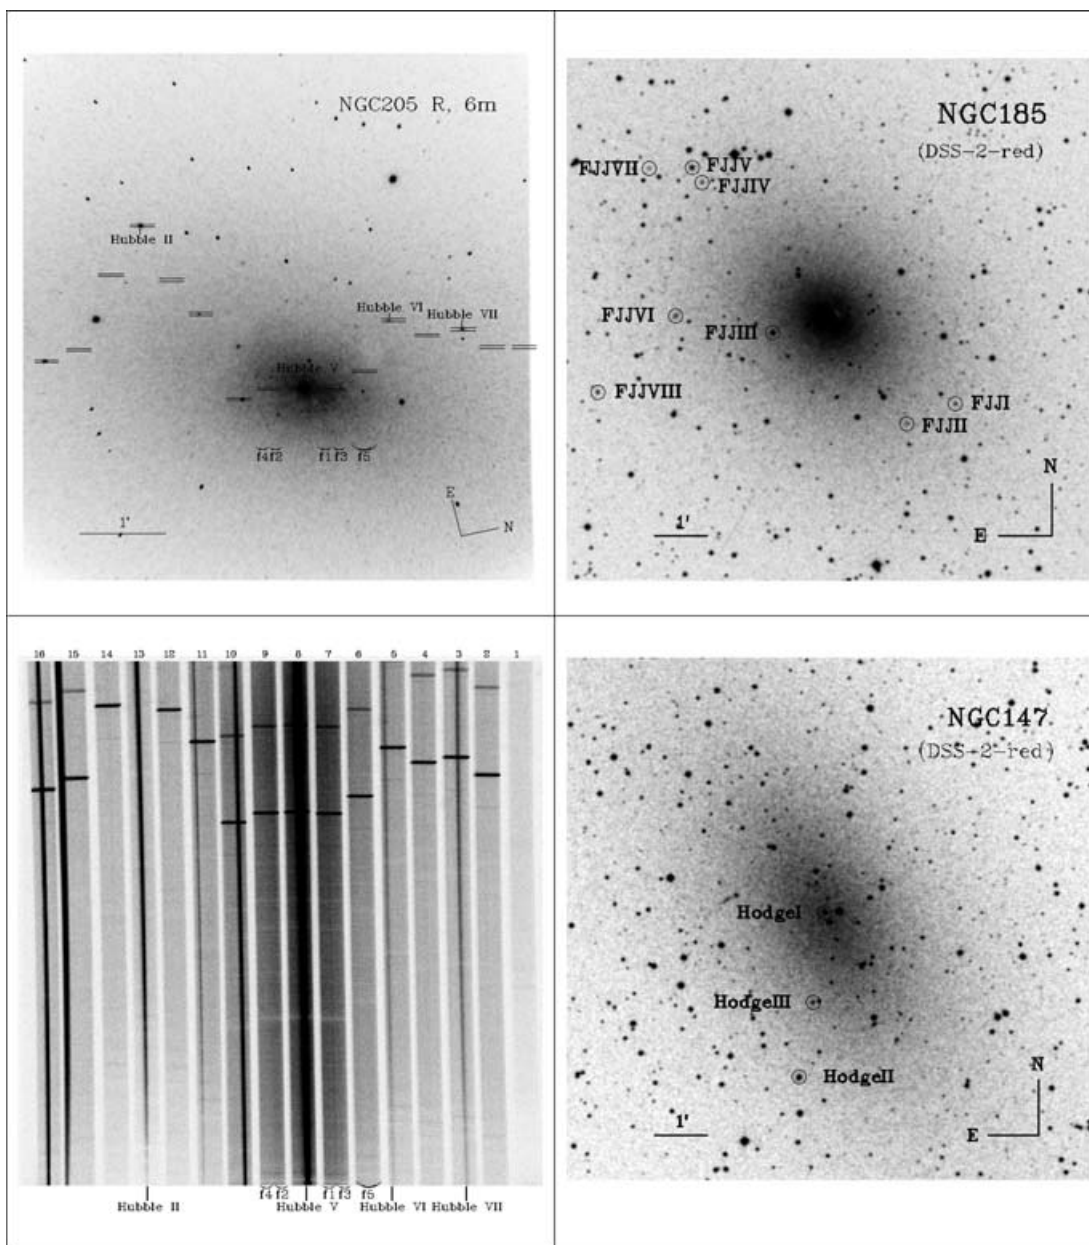 NGC205 R, 6m
Hubble II
Hubble VI
Hubble VII
Hubble V
f4 f2 f1 f3 f5
1'
E
N
NGC185
(DSS-2-red)
FJJVII
FJJV
FJJIV
FJJVI
FJJIII
FJJVIII
FJJI
FJJII
N
1'
E
16 15 14 13 12 11 10 9 8 7 6 5 4 3 2 1
f4 f2 f1 f3 f5
Hubble II Hubble V Hubble VI Hubble VII
NGC147
(DSS-2-red)
HodgeI
HodgeIII
HodgeII
N
1'
E